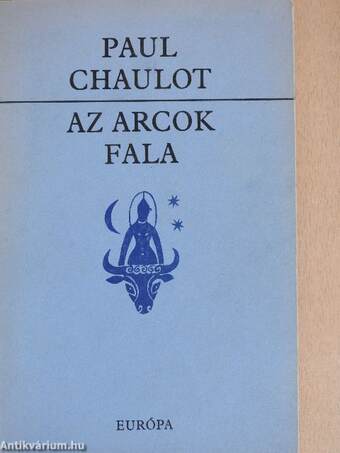 PAUL
CHAULOT
AZ ARCOK
FALA
EURÓPA
Antikvárium.hu